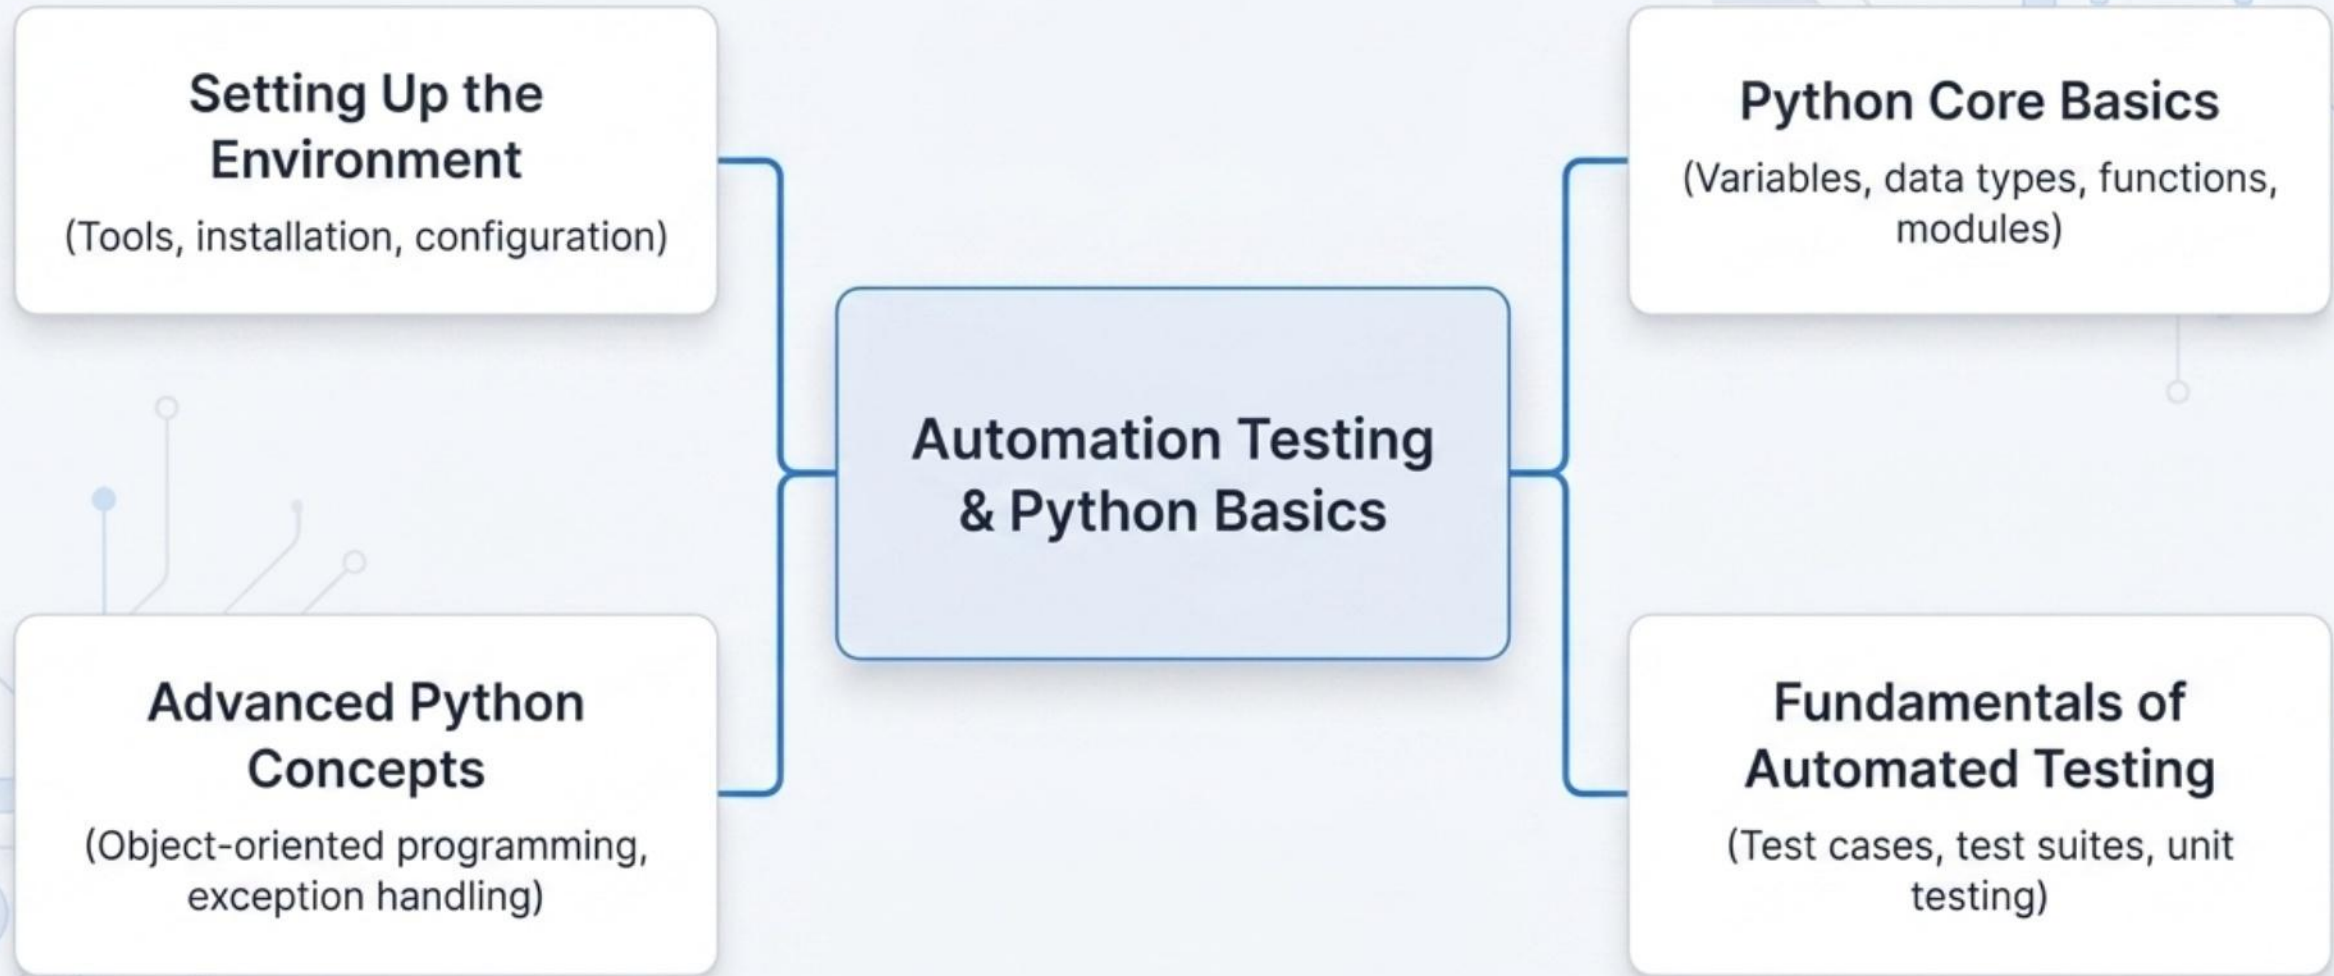 Setting Up the
Environment
(Tools, installation, configuration)
Python Core Basics
(Variables, data types, functions,
modules)
Automation Testing
& Python Basics
Advanced Python
Concepts
(Object-oriented programming,
exception handling)
Fundamentals of
Automated Testing
(Test cases, test suites, unit
testing)